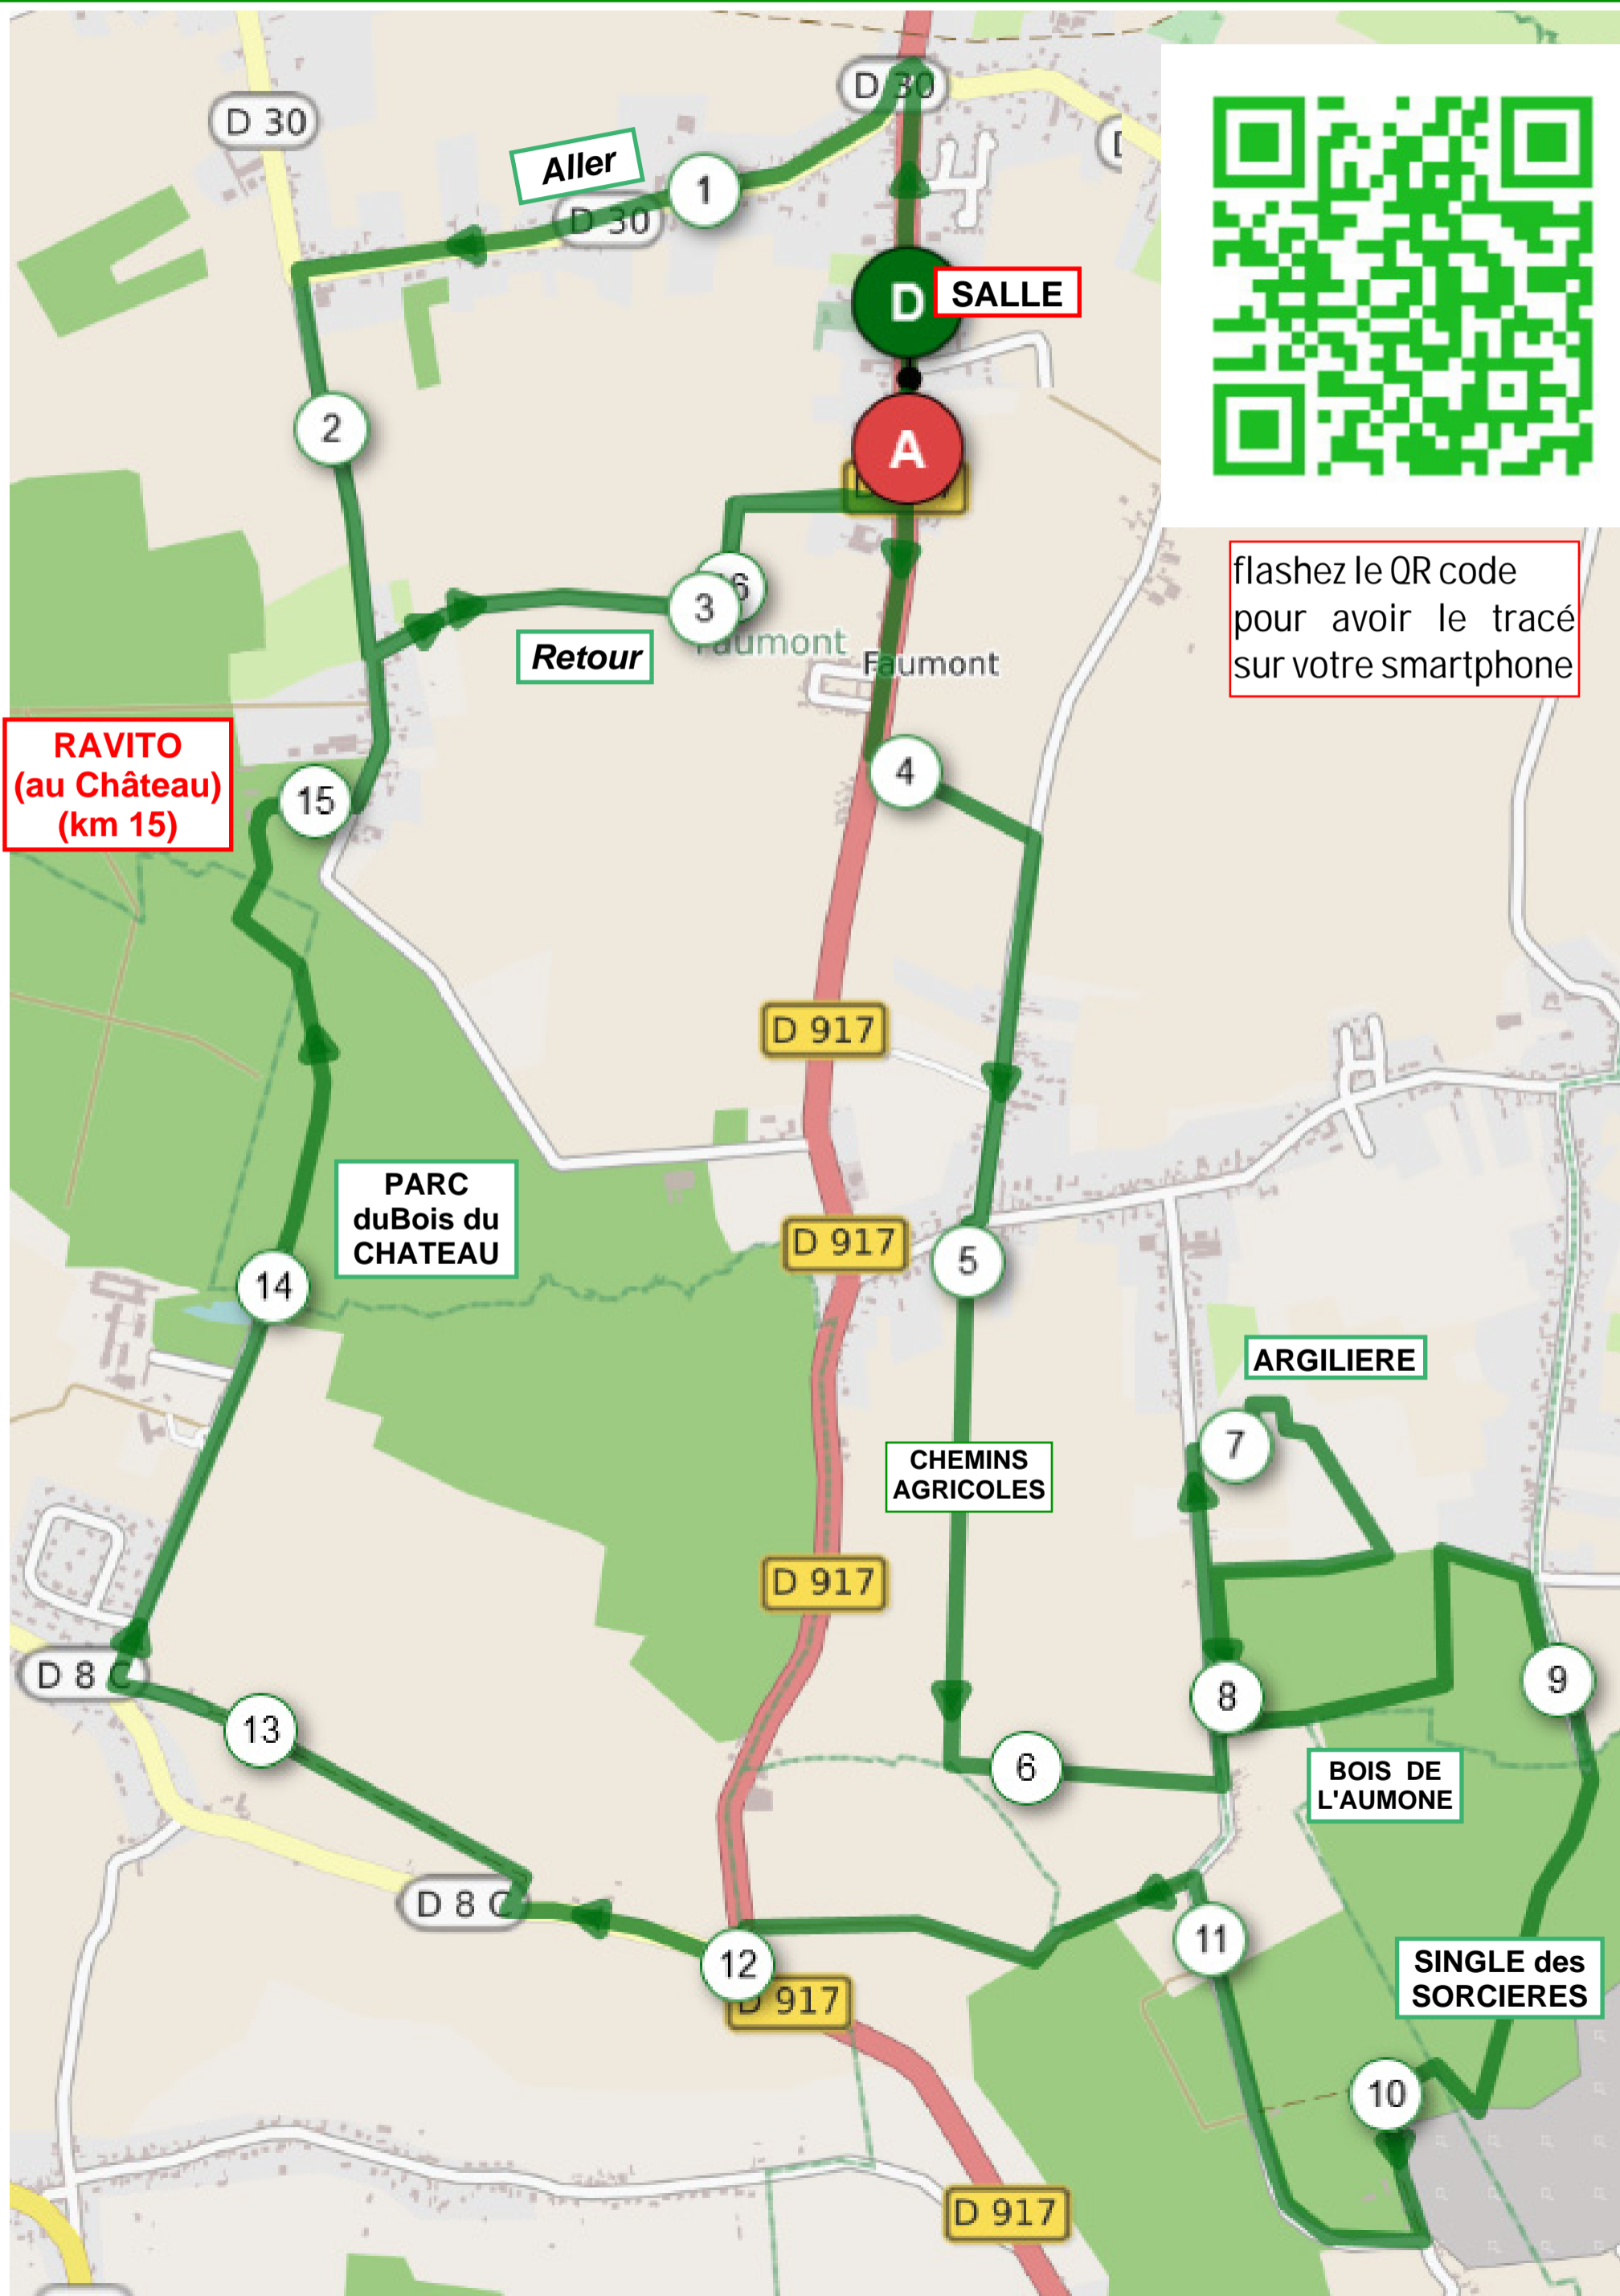 D 30
D 30
Aller
1
D 30
D
SALLE
2
A
flashez le QR code
pour avoir le tracé
sur votre smartphone
3
6
Retour
Faumont
Faumont
RAVITO
(au Château)
(km 15)
4
15
D 917
PARC
duBois du
CHATEAU
D 917
5
14
ARGILIERE
7
CHEMINS
AGRICOLES
D 917
D 8 C
8
9
13
6
BOIS DE
L'AUMONE
D 8 C
11
12
SINGLE des
SORCIERES
D 917
10
D 917